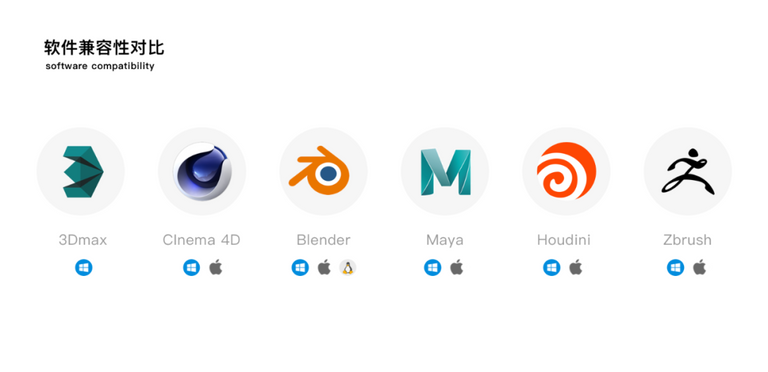 软件兼容性对比
software compatibility
3Dmax
CInema 4D
Blender
Maya
Houdini
Zbrush